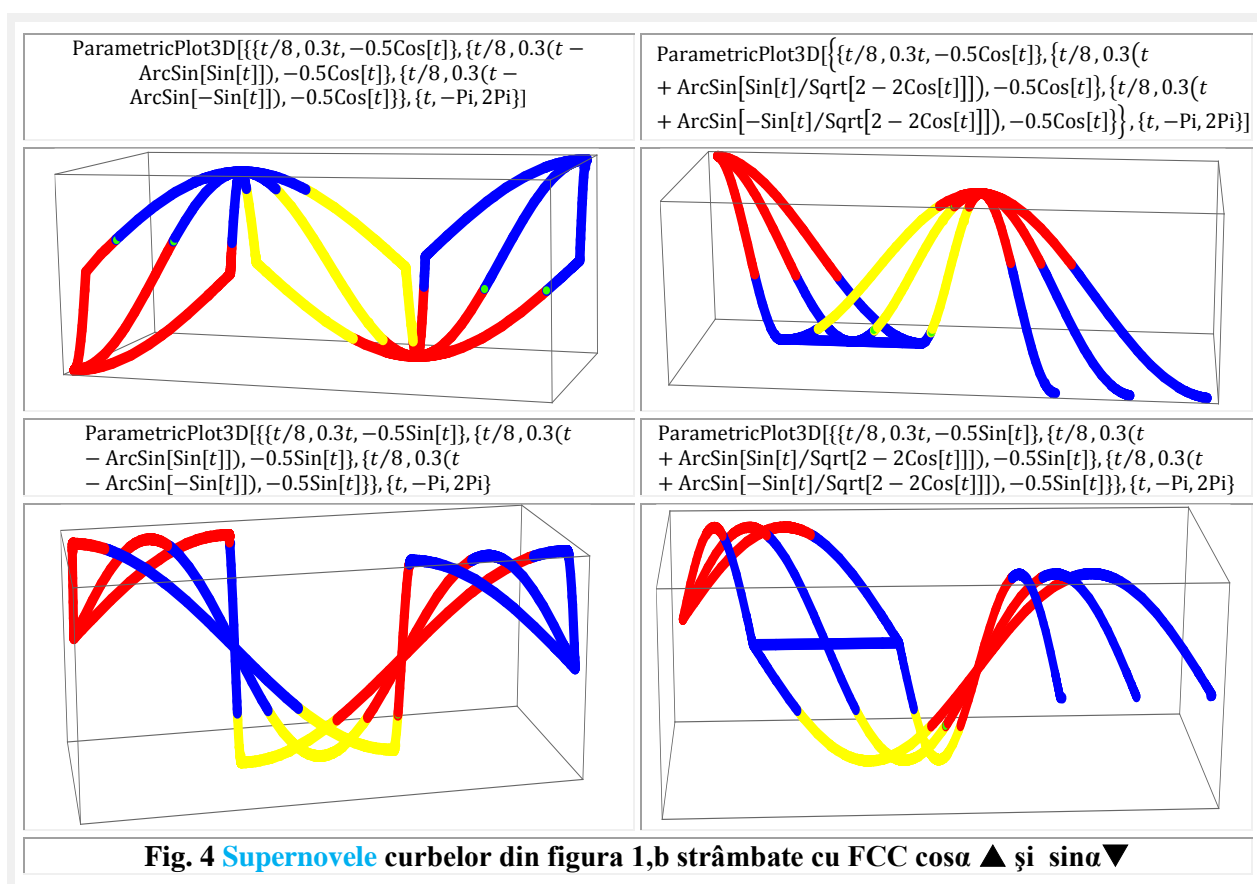 ParametricPlot3D[{{t/8, 0.3t, −0.5Cos[t]}, {t/8, 0.3(t −
ArcSin[Sin[t]]), −0.5Cos[t]}, {t/8, 0.3(t −
ArcSin[−Sin[t]]), −0.5Cos[t]}}, {t, −Pi, 2Pi}]
ParametricPlot3D[{{t/8, 0.3t, −0.5Cos[t]}, {t/8, 0.3(t
+ ArcSin[Sin[t]/Sqrt[2 − 2Cos[t]]]), −0.5Cos[t]}, {t/8, 0.3(t
+ ArcSin[−Sin[t]/Sqrt[2 − 2Cos[t]]]), −0.5Cos[t]}}, {t, −Pi, 2Pi}]
ParametricPlot3D[{{t/8, 0.3t, −0.5Sin[t]}, {t/8, 0.3(t
− ArcSin[Sin[t]]), −0.5Sin[t]}, {t/8, 0.3(t
− ArcSin[−Sin[t]]), −0.5Sin[t]}}, {t, −Pi, 2Pi}
ParametricPlot3D[{{t/8, 0.3t, −0.5Sin[t]}, {t/8, 0.3(t
+ ArcSin[Sin[t]/Sqrt[2 − 2Cos[t]]]), −0.5Sin[t]}, {t/8, 0.3(t
+ ArcSin[−Sin[t]/Sqrt[2 − 2Cos[t]]]), −0.5Sin[t]}}, {t, −Pi, 2Pi}
Fig. 4 Supernovele curbelor din figura 1,b strâmbate cu FCC cosα ▲ şi sinα▼